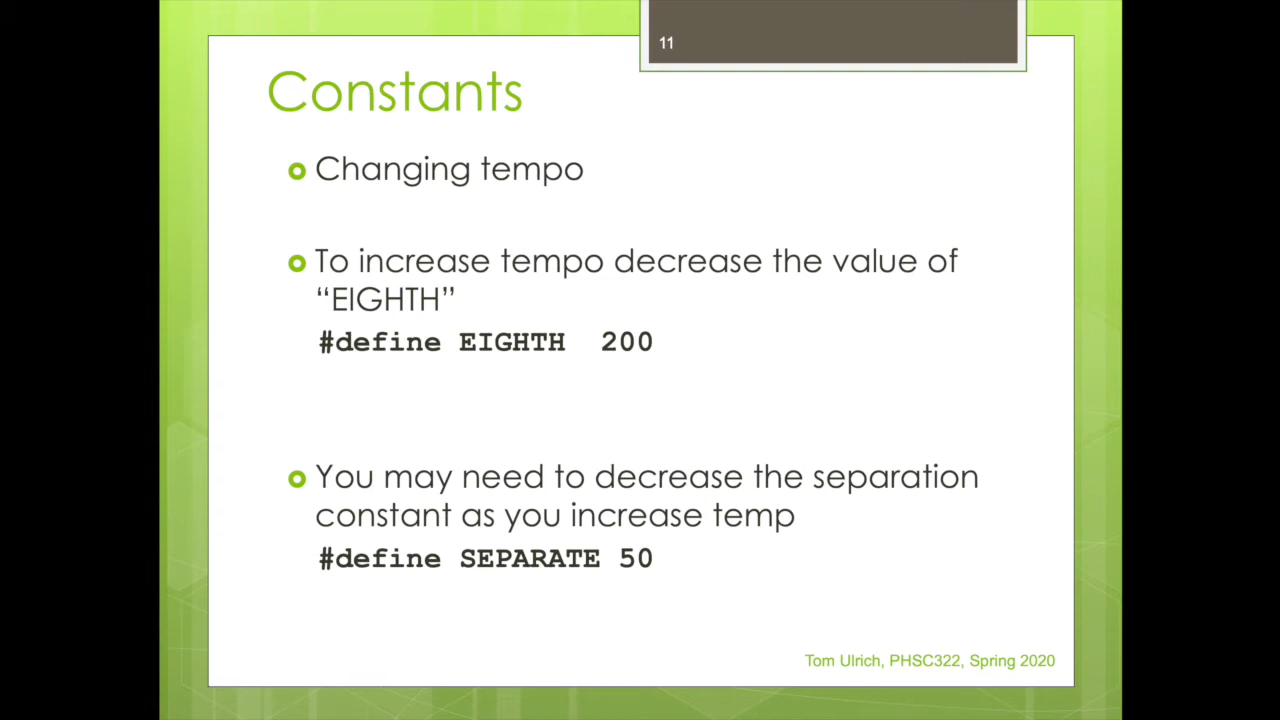 11
Constants
Changing tempo
To increase tempo decrease the value of
“EIGHTH”
#define EIGHTH  200
You may need to decrease the separation
constant as you increase temp
#define SEPARATE 50
Tom Ulrich, PHSC322, Spring 2020